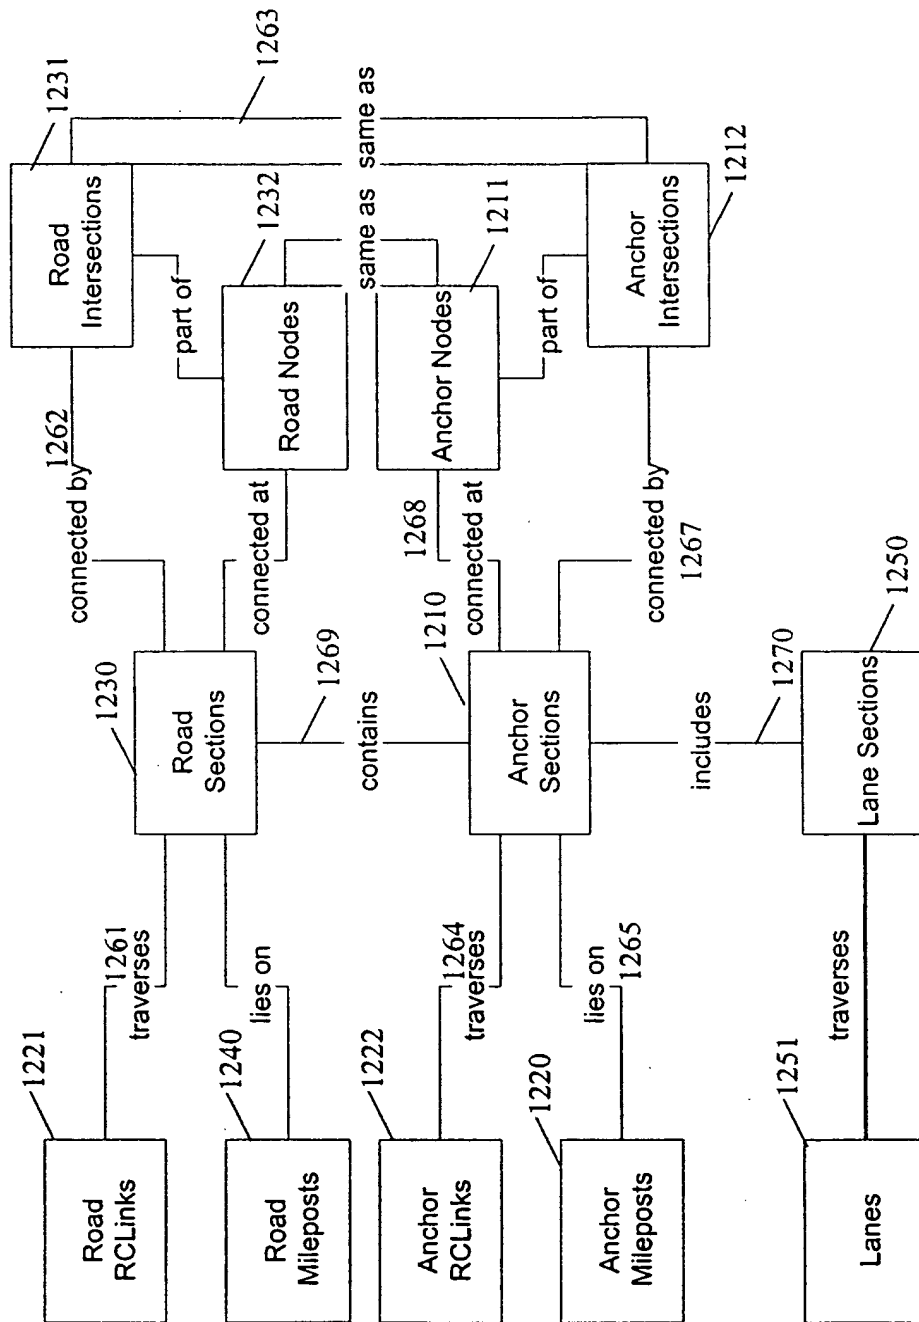 1221
Road
RCLinks
1261
traverses
1240
Road
Mileposts
lies on
1222
Anchor
RCLinks
1264
traverses
1220
Anchor
Mileposts
lies on
1265
1251
Lanes
traverses
1230
Road
Sections
1269
contains
1210
Anchor
Sections
includes
1270
1250
Lane Sections
1262
connected by
connected at
1268
connected at
connected by
1267
1231
Road
Intersections
part of
1232
Road Nodes
same as
1211
Anchor Nodes
part of
1263
same as
Anchor
Intersections
1212